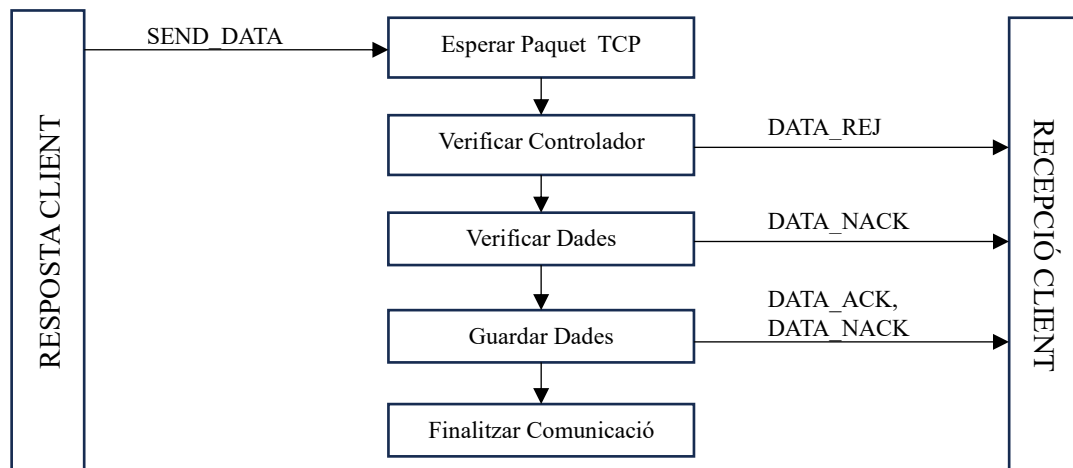 RESPOSTA CLIENT
SEND_DATA
Esperar Paquet TCP
Verificar Controlador
DATA_REJ
Verificar Dades
DATA_NACK
Guardar Dades
DATA_ACK,
DATA_NACK
Finalitzar Comunicació
RECEPCIÓ CLIENT